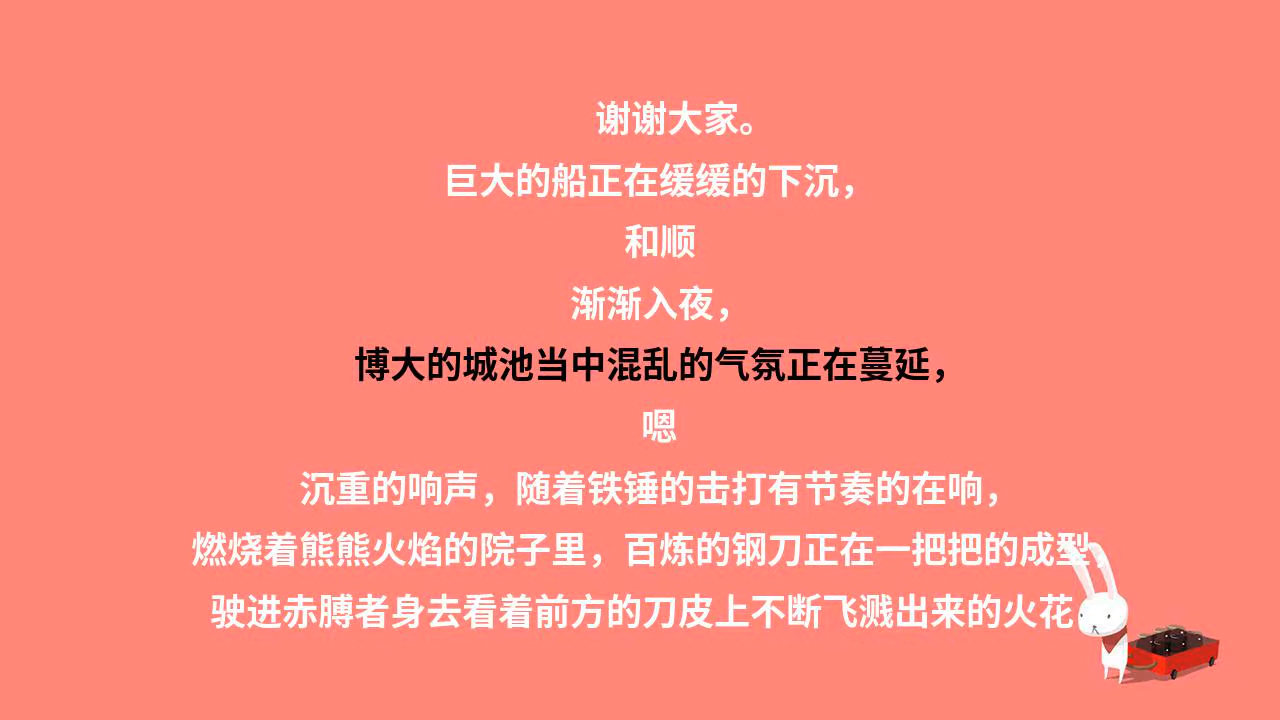 谢谢大家。
巨大的船正在缓缓的下沉，
和顺
渐渐入夜，
博大的城池当中混乱的气氛正在蔓延，
嗯
沉重的响声，随着铁锤的击打有节奏的在响，
燃烧着熊熊火焰的院子里，百炼的钢刀正在一把把的成型，
驶进赤膊者身去看着前方的刀皮上不断飞溅出来的火花